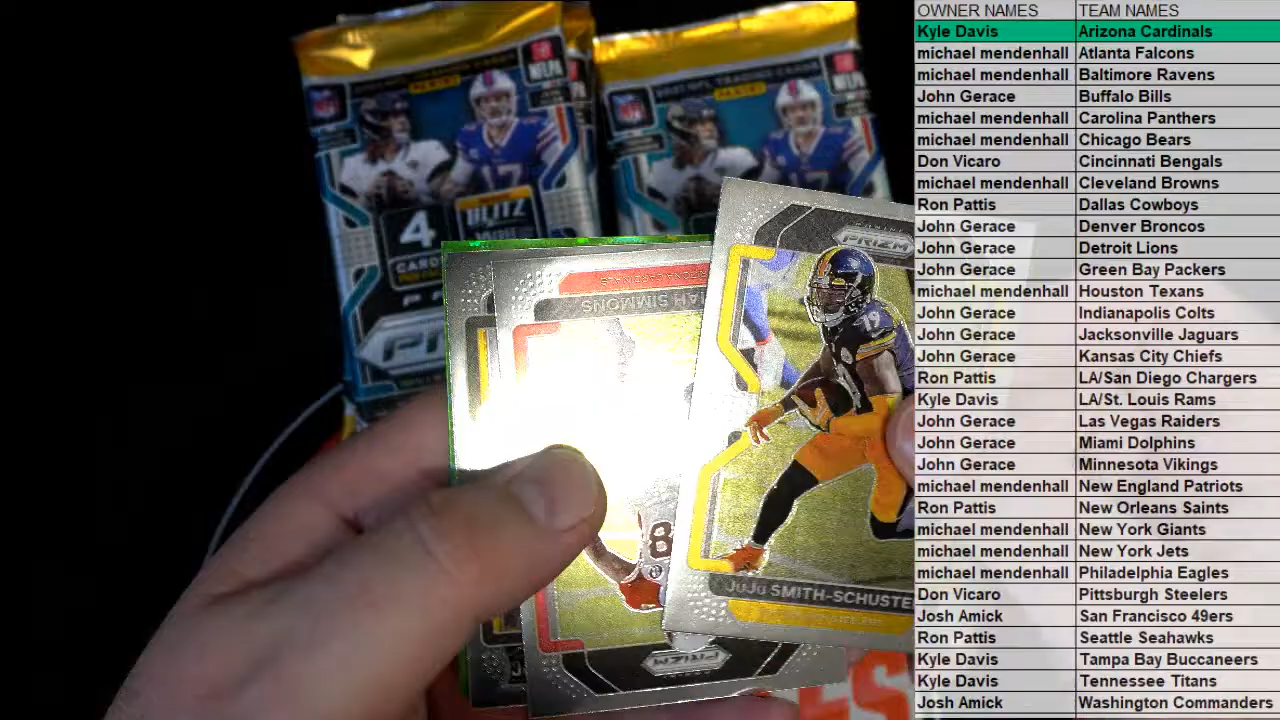 OWNER NAMES TEAM NAMES
Kyle Davis Arizona Cardinals
michael mendenhall Atlanta Falcons
michael mendenhall Baltimore Ravens
John Gerace Buffalo Bills
michael mendenhall Carolina Panthers
michael mendenhall Chicago Bears
Don Vicaro Cincinnati Bengals
michael mendenhall Cleveland Browns
Ron Pattis Dallas Cowboys
John Gerace Denver Broncos
John Gerace Detroit Lions
John Gerace Green Bay Packers
michael mendenhall Houston Texans
John Gerace Indianapolis Colts
John Gerace Jacksonville Jaguars
John Gerace Kansas City Chiefs
Ron Pattis LA/San Diego Chargers
Kyle Davis LA/St. Louis Rams
John Gerace Las Vegas Raiders
John Gerace Miami Dolphins
John Gerace Minnesota Vikings
michael mendenhall New England Patriots
Ron Pattis New Orleans Saints
michael mendenhall New York Giants
michael mendenhall New York Jets
michael mendenhall Philadelphia Eagles
Don Vicaro Pittsburgh Steelers
Josh Amick San Francisco 49ers
Ron Pattis Seattle Seahawks
Kyle Davis Tampa Bay Buccaneers
Kyle Davis Tennessee Titans
Josh Amick Washington Commanders
PANINI
PANINI
4
BLITZ
PRIZM
19
JuJu SMITH-SCHUSTE
SIMMONS
8
PRIZM